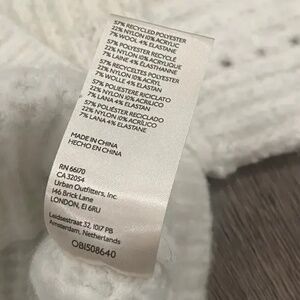 57% RECYCLED POLYESTER
22% NYLON 10% ACRYLIC
7% WOOL 4% ELASTANE
57% POLYESTER RECYCLÉ
22% NYLON 10% ACRYLIQUE
7% LAINE 4% ÉLASTHANNE
57% RECYCELTES POLYESTER
22% NYLON 10% ACRYL
7% WOLLE 4% ELASTAN
57% POLIESTERE RICICLATO
22% NYLON 10% ACRILICO
7% LANA 4% ELASTANE
57% POLIÉSTER RECICLADO
22% NYLON 10% ACRÍLICO
7% LANA 4% ELASTANO
MADE IN CHINA
HECHO EN CHINA
RN 66170
CA 32054
Urban Outfitters, Inc.
146 Brick Lane
LONDON, E1 6RU
Leidsestraat 32, 1017 PB
Amsterdam, Netherlands
OB1508640